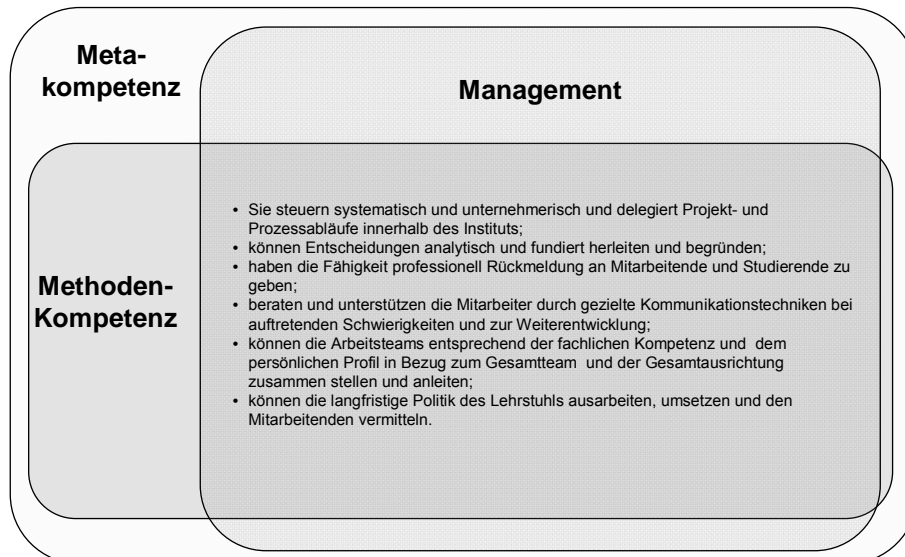 Meta-
kompetenz
Management
Methoden-
Kompetenz
• Sie steuern systematisch und unternehmerisch und delegiert Projekt- und
Prozessabläufe innerhalb des Instituts;
• können Entscheidungen analytisch und fundiert herleiten und begründen;
• haben die Fähigkeit professionell Rückmeldung an Mitarbeitende und Studierende zu
geben;
• beraten und unterstützen die Mitarbeiter durch gezielte Kommunikationstechniken bei
auftretenden Schwierigkeiten und zur Weiterentwicklung;
• können die Arbeitsteams entsprechend der fachlichen Kompetenz und dem
persönlichen Profil in Bezug zum Gesamtteam und der Gesamtausrichtung
zusammen stellen und anleiten;
• können die langfristige Politik des Lehrstuhls ausarbeiten, umsetzen und den
Mitarbeitenden vermitteln.